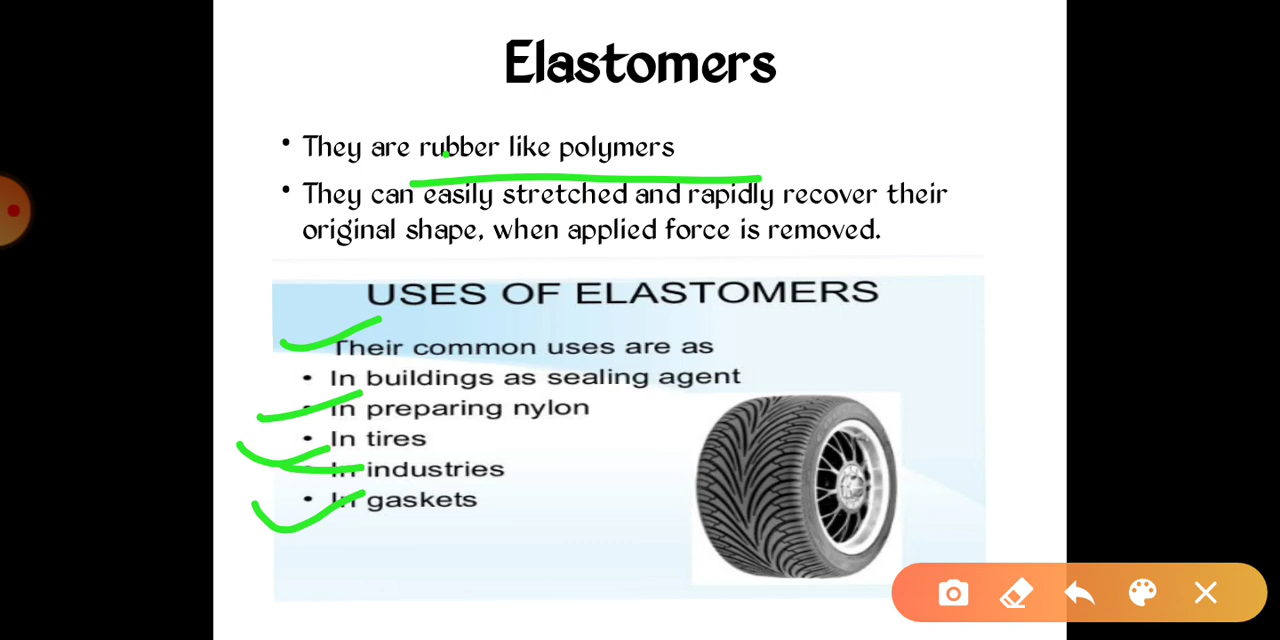 Elastomers
• They are rubber like polymers
• They can easily stretched and rapidly recover their
original shape, when applied force is removed.
USES OF ELASTOMERS
Their common uses are as
• In buildings as sealing agent
• In preparing nylon
• In tires
• In industries
• In gaskets